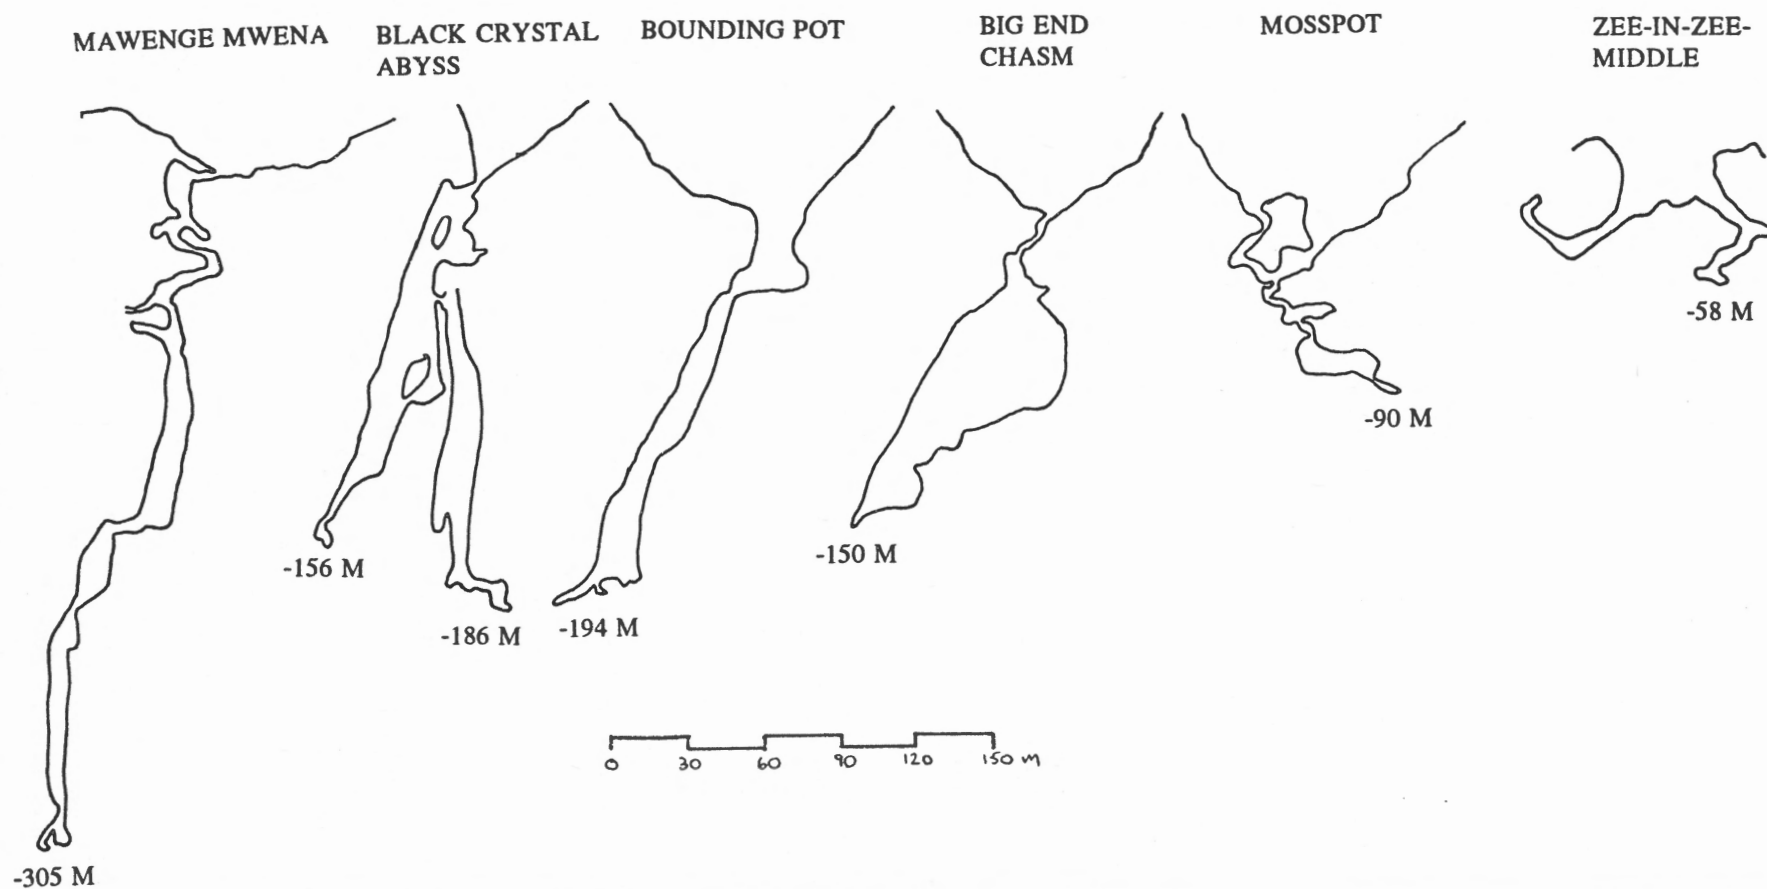 MAWENGE MWENA
BLACK CRYSTAL
ABYSS
BOUNDING POT
BIG END
CHASM
MOSSPOT
ZEE-IN-ZEE-
MIDDLE
-58 M
-90 M
-150 M
-156 M
-186 M
-194 M
0 30 60 90 120 150 m
-305 M